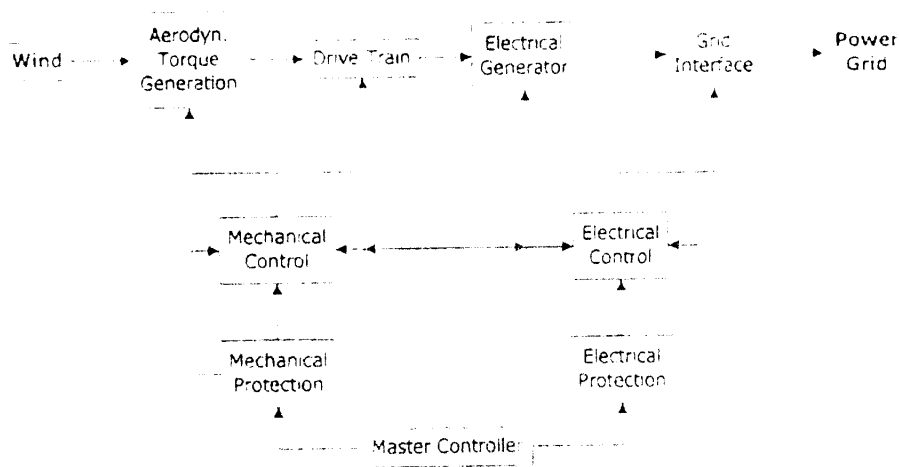 Wind
Aerodyn.
Torque
Generation
Drive Train
Electrical
Generator
Grid
Interface
Power
Grid
Mechanical
Control
Electrical
Control
Mechanical
Protection
Electrical
Protection
Master Controller